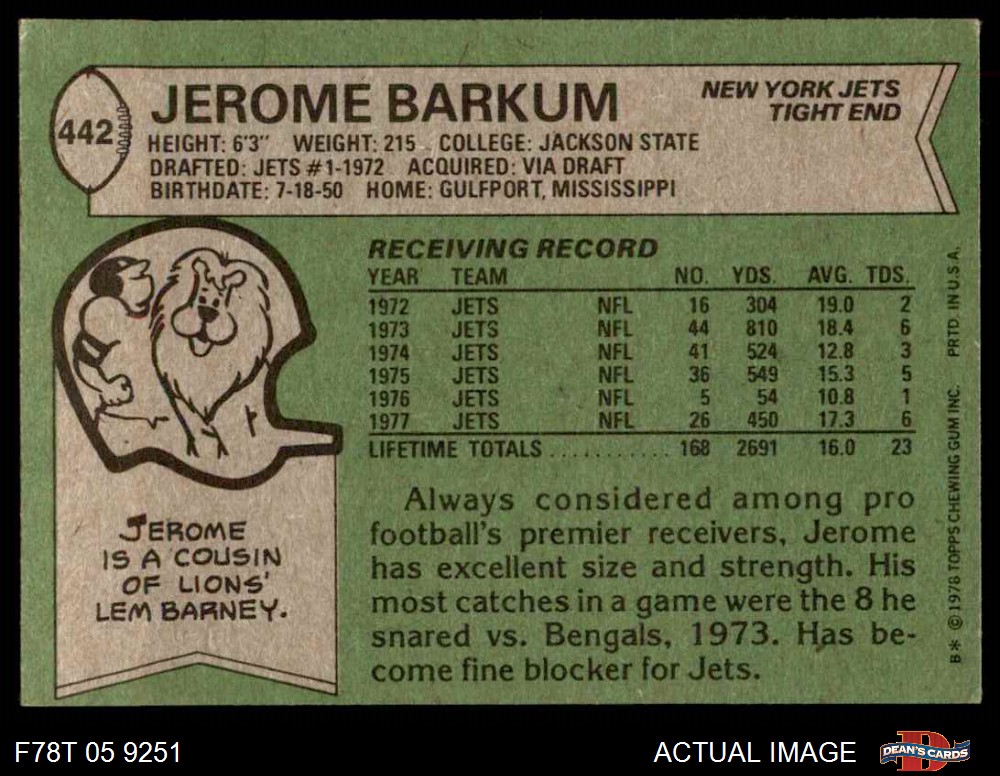 442
JEROME BARKUM
NEW YORK JETS
TIGHT END
HEIGHT: 6'3" WEIGHT: 215 COLLEGE: JACKSON STATE
DRAFTED: JETS #1-1972 ACQUIRED: VIA DRAFT
BIRTHDATE: 7-18-50 HOME: GULFPORT, MISSISSIPPI
RECEIVING RECORD
YEAR TEAM NO. YDS. AVG. TDS.
1972 JETS NFL 16 304 19.0 2
1973 JETS NFL 44 810 18.4 6
1974 JETS NFL 41 524 12.8 3
1975 JETS NFL 36 549 15.3 5
1976 JETS NFL 5 54 10.8 1
1977 JETS NFL 26 450 17.3 6
LIFETIME TOTALS ........... 168 2691 16.0 23
JEROME
IS A COUSIN
OF LIONS'
LEM BARNEY.
Always considered among pro
football's premier receivers, Jerome
has excellent size and strength. His
most catches in a game were the 8 he
snared vs. Bengals, 1973. Has be-
come fine blocker for Jets.
B* © 1978 TOPPS CHEWING GUM INC. PRTD. IN U.S.A.
F78T 05 9251
ACTUAL IMAGE
DEAN'S CARDS